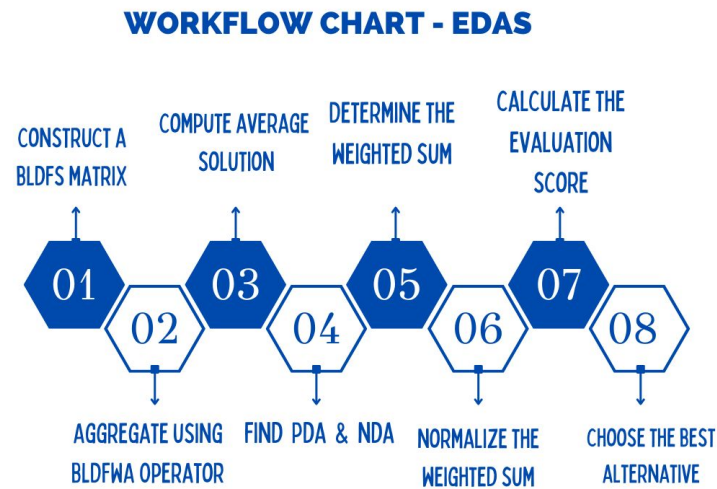 WORKFLOW CHART - EDAS
CONSTRUCT A
BLDFS MATRIX
COMPUTE AVERAGE
SOLUTION
DETERMINE THE
WEIGHTED SUM
CALCULATE THE
EVALUATION
SCORE
01
02
03
04
05
06
07
08
AGGREGATE USING
BLDFWA OPERATOR
FIND PDA & NDA
NORMALIZE THE
WEIGHTED SUM
CHOOSE THE BEST
ALTERNATIVE